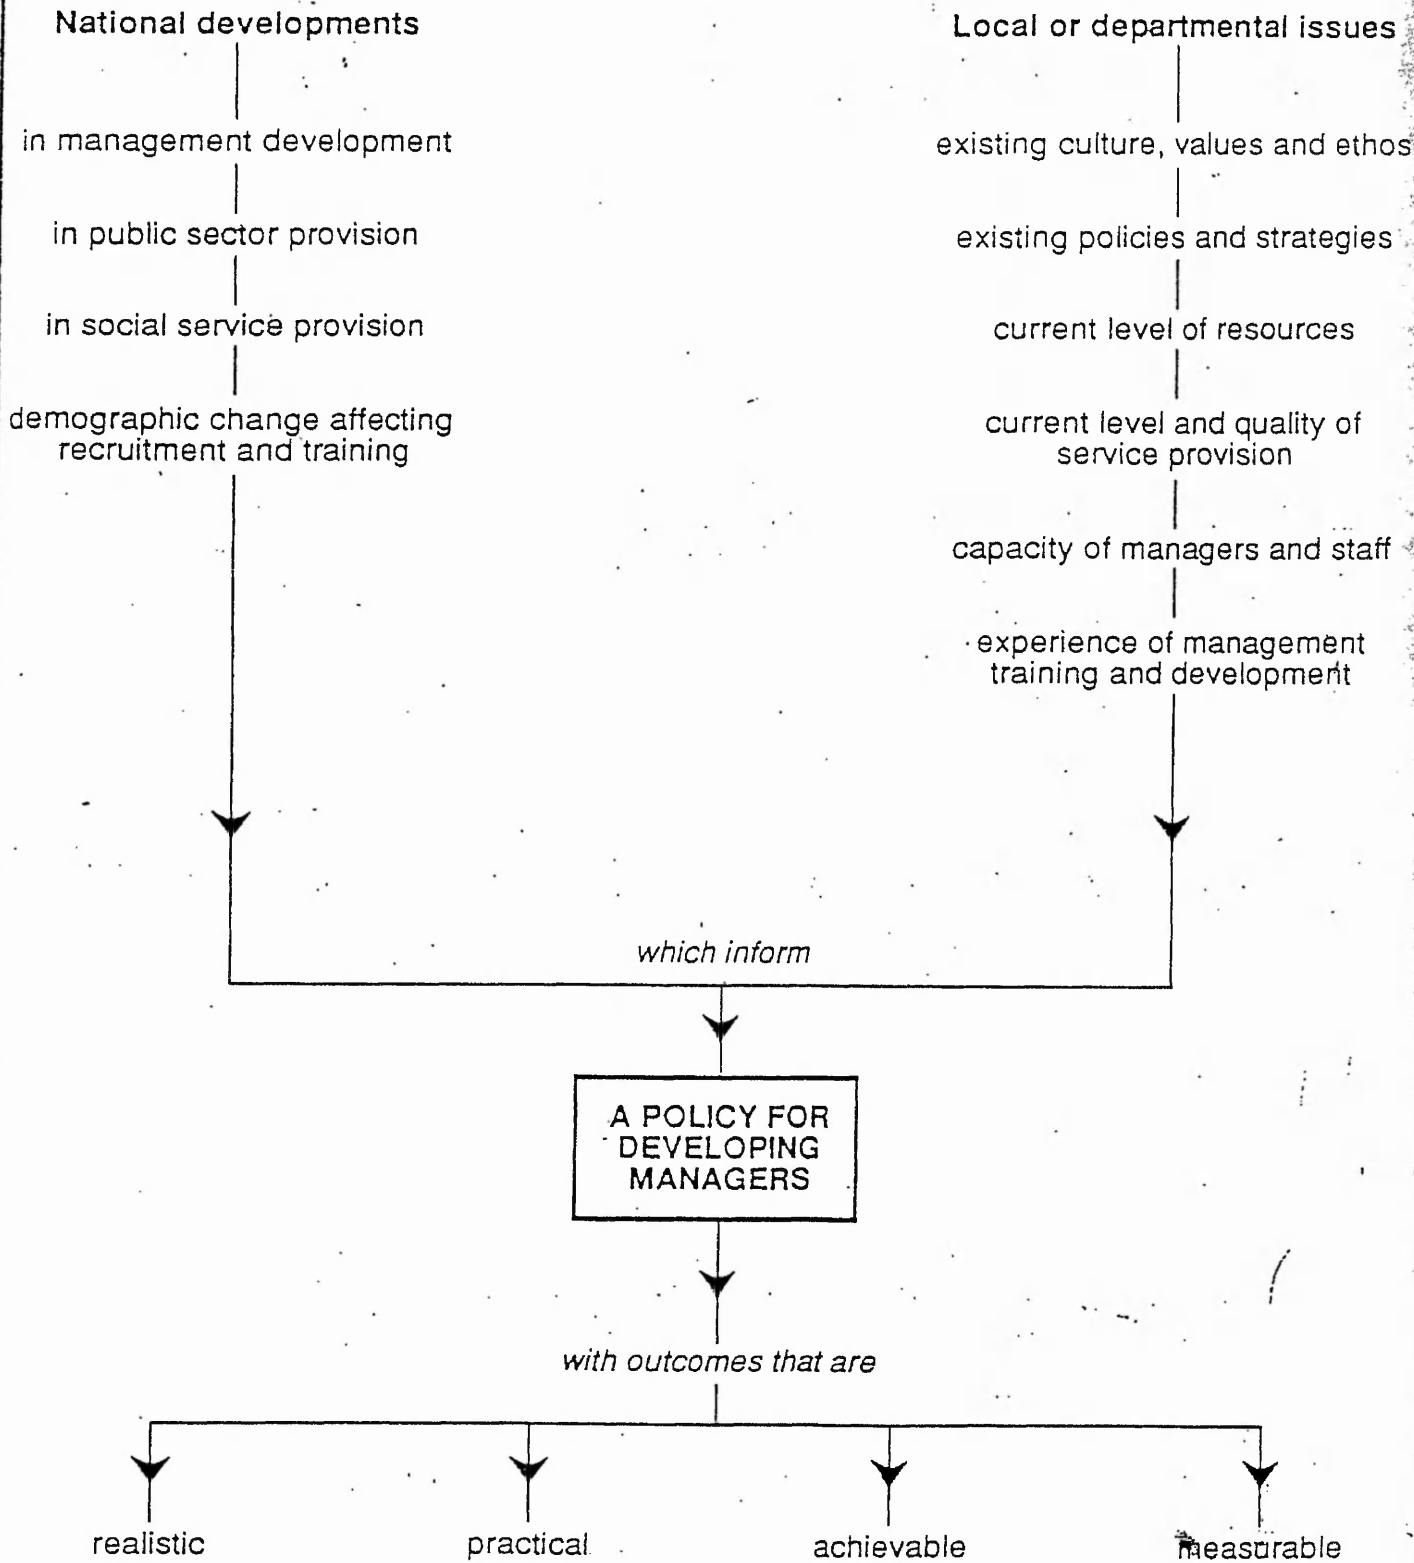 National developments
in management development
in public sector provision
in social service provision
demographic change affecting
recruitment and training
Local or departmental issues
existing culture, values and ethos
existing policies and strategies
current level of resources
current level and quality of
service provision
capacity of managers and staff
experience of management
training and development
which inform
A POLICY FOR
DEVELOPING
MANAGERS
with outcomes that are
realistic
practical
achievable
measurable